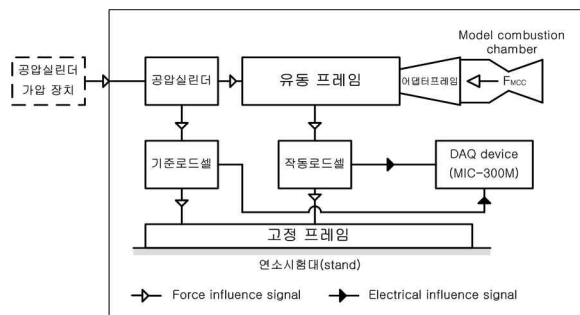 Model combustion
chamber
공압실린더
가압 장치
공압실린더
유동 프레임
어댑터프레임
FMCC
기준로드셀
작동로드셀
DAQ device
(MIC-300M)
고정 프레임
연소시험대(stand)
Force influence signal
Electrical influence signal